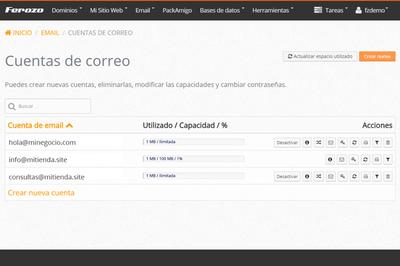 Ferozo Dominios Mi Sitio Web Email PackAmigo Bases de datos Herramientas Tareas fzdemo
INICIO / EMAIL / CUENTAS DE CORREO
Cuentas de correo
Actualizar espacio utilizado Crear nuevo
Puedes crear nuevas cuentas, eliminarlas, modificar las capacidades y cambiar contraseñas.
Buscar
Cuenta de email Utilizado / Capacidad / % Acciones
hola@minegocio.com 1 MB / Ilimitada Desactivar
info@mitienda.site 1 MB / 100 MB / 1%
consultas@mitienda.site 1 MB / Ilimitada Desactivar
Crear nueva cuenta